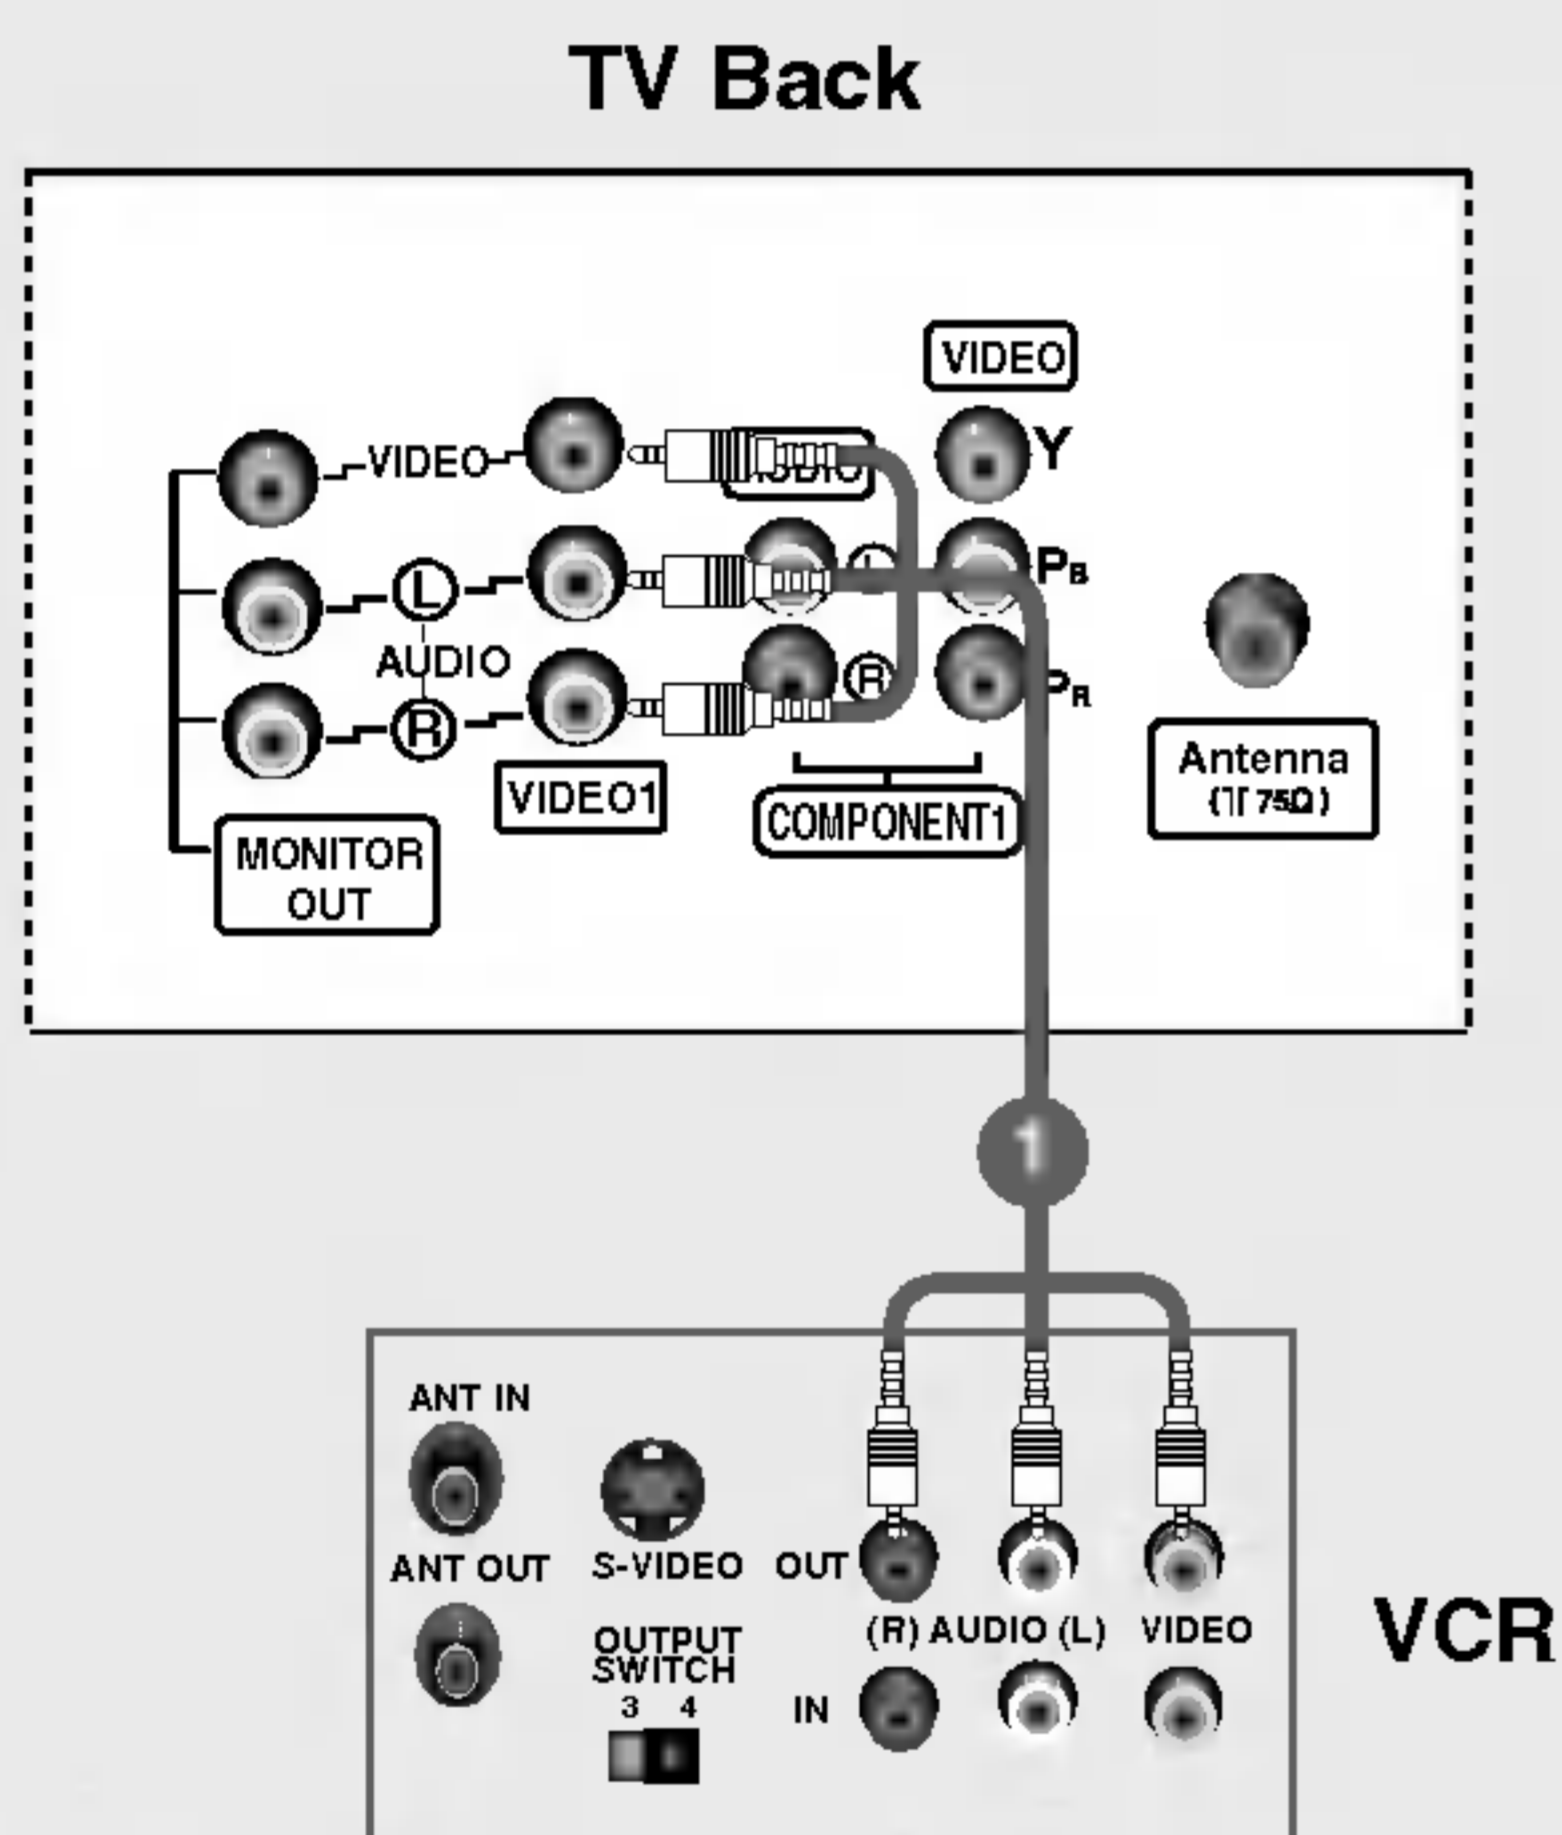 TV Back
VIDEO
VIDEO
AUDIO
Y
L
L
PB
AUDIO
R
R
PR
VIDEO1
COMPONENT1
Antenna
MONITOR
OUT
1
ANT IN
ANT OUT
S-VIDEO
OUT
(R) AUDIO (L)
VIDEO
VCR
OUTPUT
SWITCH
3 4
IN